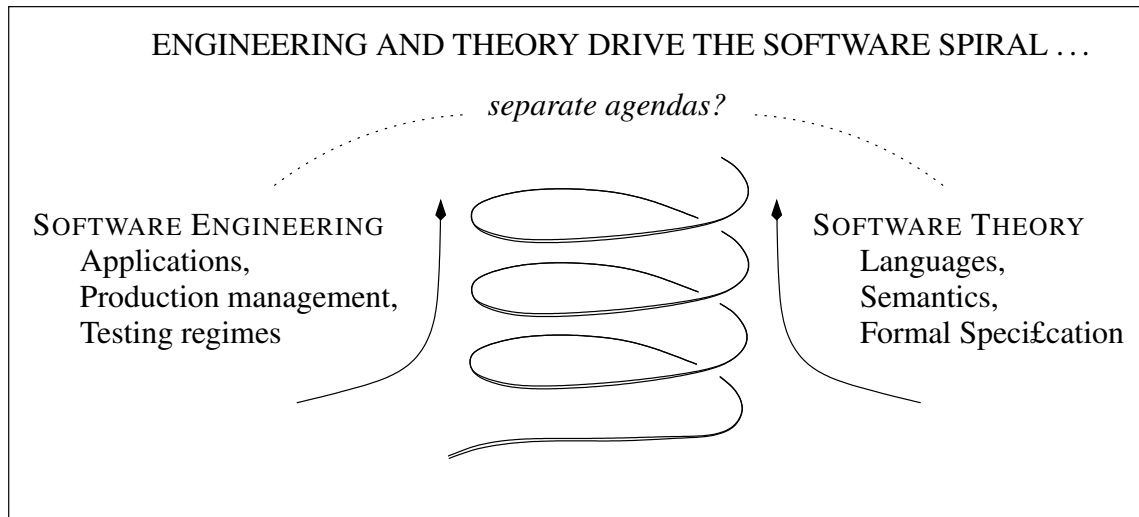 ENGINEERING AND THEORY DRIVE THE SOFTWARE SPIRAL ...
separate agendas?
SOFTWARE ENGINEERING
Applications,
Production management,
Testing regimes
SOFTWARE THEORY
Languages,
Semantics,
Formal Speci£cation